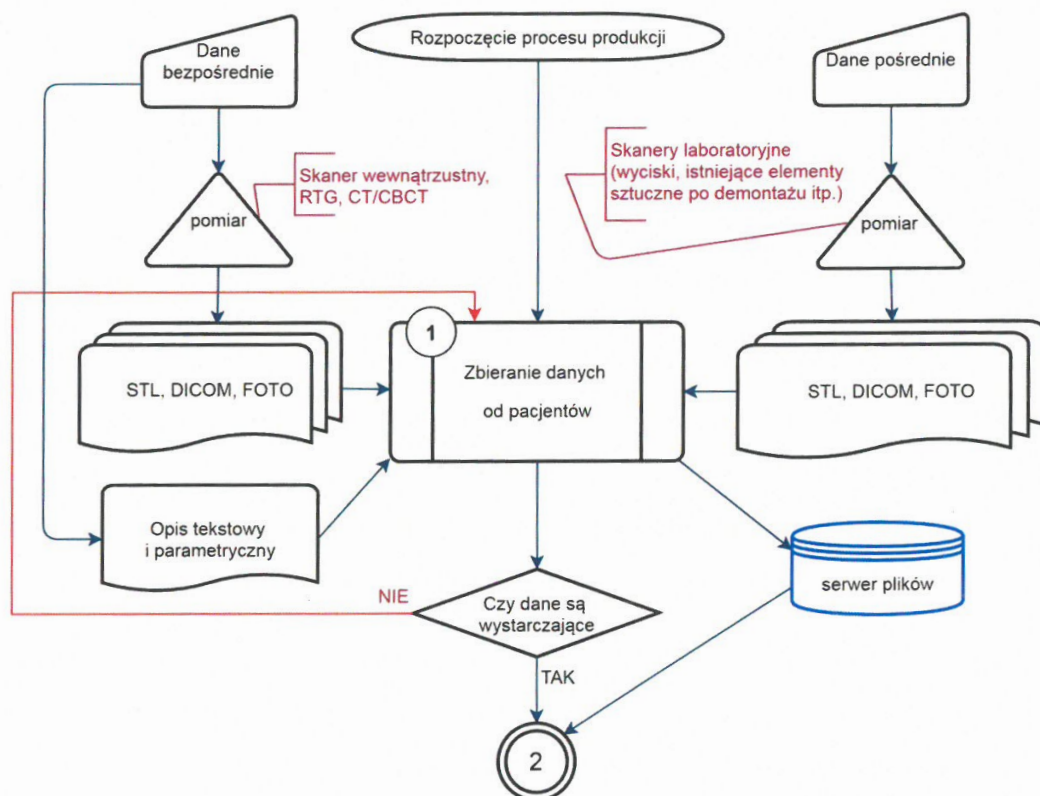 Dane
bezpośrednie
Rozpoczęcie procesu produkcji
Dane pośrednie
Skaner wewnątrzustny,
RTG, CT/CBCT
Skanery laboratoryjne
(wyciski, istniejące elementy
sztuczne po demontażu itp.)
pomiar
pomiar
1
STL, DICOM, FOTO
Zbieranie danych
od pacjentów
STL, DICOM, FOTO
Opis tekstowy
i parametryczny
serwer plików
NIE
Czy dane są
wystarczające
TAK
2